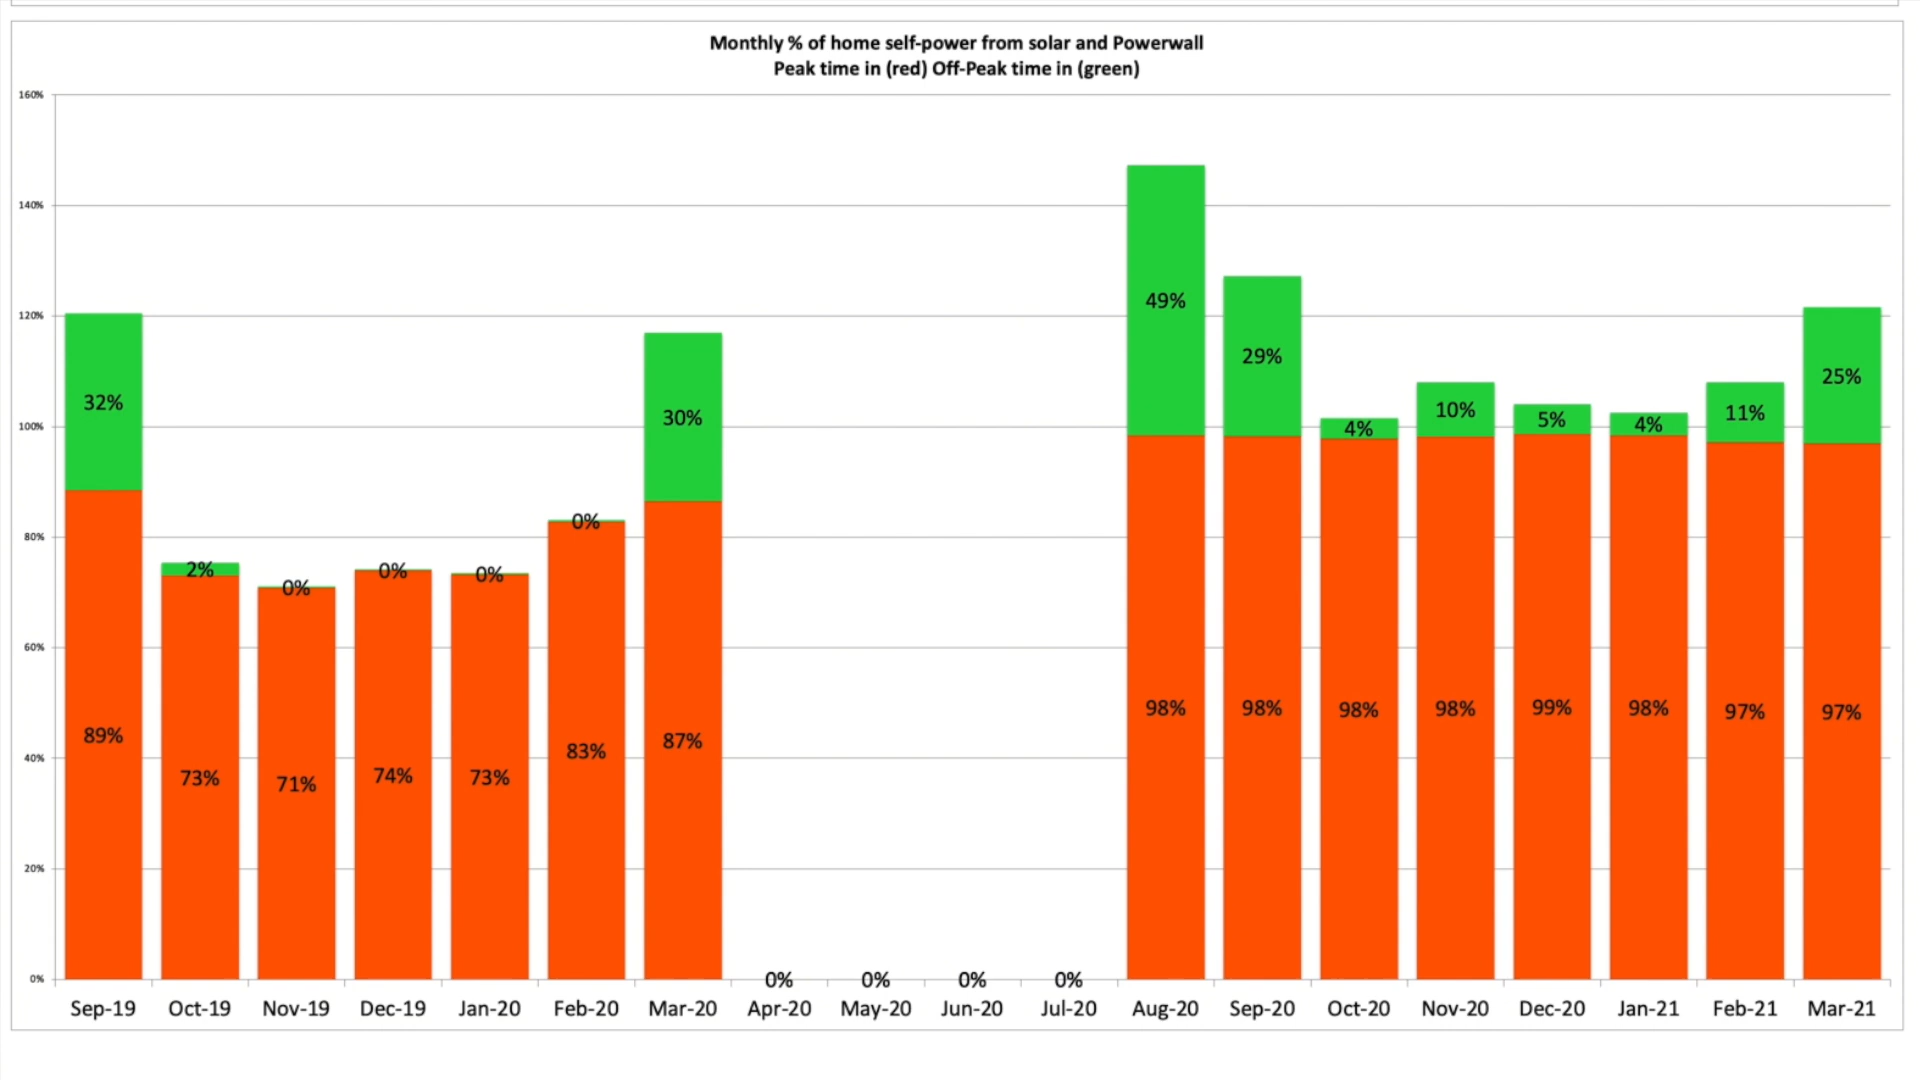 Monthly % of home self-power from solar and Powerwall
Peak time in (red) Off-Peak time in (green)
160%
140%
120%
100%
80%
60%
40%
20%
0%
32% 2% 0% 0% 0% 0% 30% 49% 29% 4% 10% 5% 4% 11% 25%
89% 73% 71% 74% 73% 83% 87% 0% 0% 0% 0% 98% 98% 98% 98% 99% 98% 97% 97%
Sep-19 Oct-19 Nov-19 Dec-19 Jan-20 Feb-20 Mar-20 Apr-20 May-20 Jun-20 Jul-20 Aug-20 Sep-20 Oct-20 Nov-20 Dec-20 Jan-21 Feb-21 Mar-21